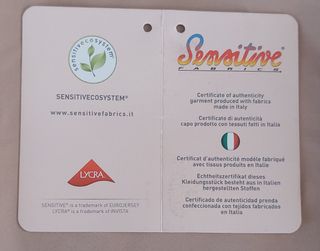 sensitivecosystem®
SENSITIVECOSYSTEM®
www.sensitivefabrics.it
LYCRA
SENSITIVE® is a trademark of EUROJERSEY
LYCRA® is a trademark of INVISTA
Sensitive®
FABRICS
Certificate of authenticity
garment produced with fabrics
made in Italy
Certificato di autenticità
capo prodotto con tessuti fatti in Italia
Certificat d'authenticité modéle fabriqué
avec tisaus produits en Italie
Echtheitszertifikat dieses
Kleidungsstück besteht aus in Italien
hergestellten Stoffen
Certificado de autenticidad prenda
confeccionada con tejidos fabricados
en Italia